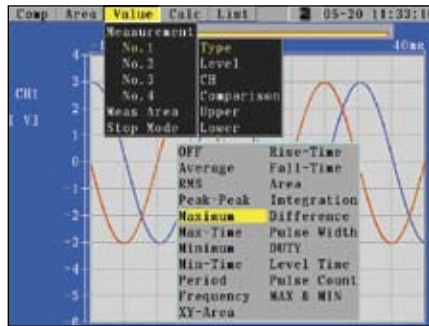 Comp Area Value Calc List 05-20 11:33:1
Measurement
No.1 Type
No.2 Level
No.3 CH
No.4 Comparison
Meas Area Upper
Stop Mode Lower
40ms
CH1
[ V]
4
3
2
1
0
-1
-2
-3
-4
-5
OFF Rise-Time
Average Fall-Time
RMS Area
Peak-Peak Integration
Maximum Difference
Max-Time Pulse Width
Minimum DUTY
Min-Time Level Time
Period Pulse Count
Frequency MAX & MIN
XY-Area